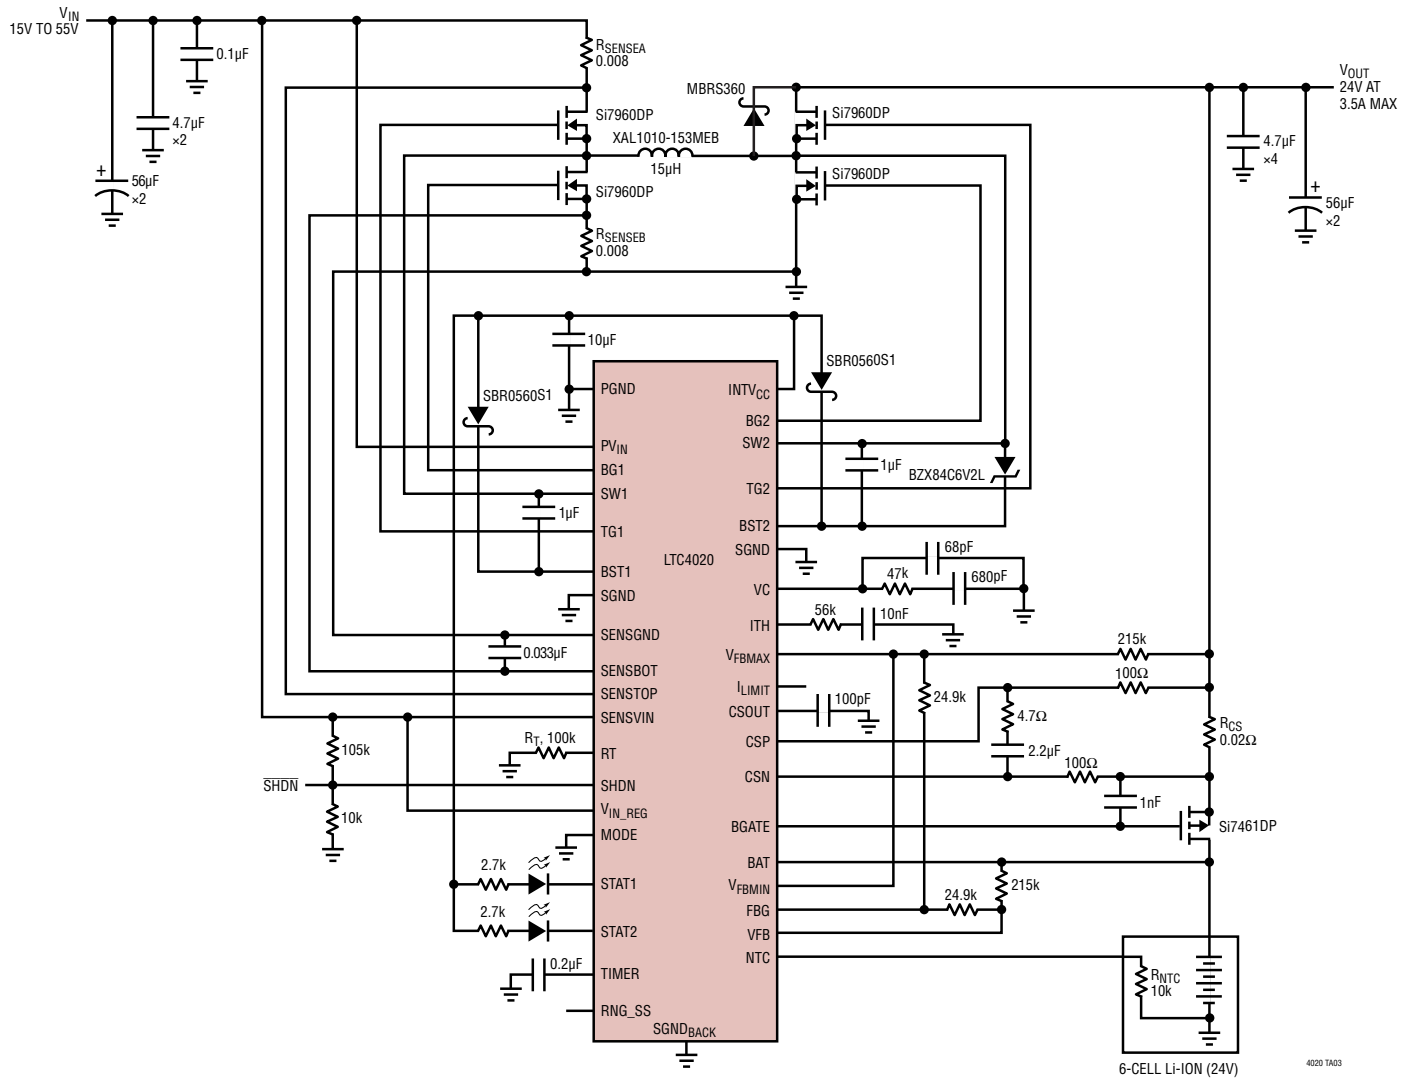 VIN
15V TO 55V
0.1µF
4.7µF
×2
+
56µF
×2
RSENSEA
0.008
Si7960DP
XAL1010-153MEB
15µH
MBRS360
Si7960DP
Si7960DP
Si7960DP
RSENSEB
0.008
VOUT
24V AT
3.5A MAX
4.7µF
×4
+
56µF
×2
10µF
SBR0560S1
SBR0560S1
PGND
PVIN
BG1
SW1
1µF
TG1
BST1
SGND
SENSGND
0.033µF
SENSBOT
SENSTOP
SENSVIN
105k
RT, 100k
RT
SHDN
SHDN
10k
VIN_REG
MODE
2.7k
STAT1
2.7k
STAT2
0.2µF
TIMER
RNG_SS
SGNDBACK
LTC4020
INTVCC
BG2
SW2
1µF
BZX84C6V2L
TG2
BST2
SGND
68pF
VC
47k
680pF
ITH
56k
10nF
VFBMAX
215k
ILIMIT
24.9k
100Ω
CSOUT
100pF
4.7Ω
RCS
0.02Ω
CSP
2.2µF
CSN
100Ω
1nF
BGATE
Si7461DP
BAT
VFBMIN
215k
FBG
24.9k
VFB
NTC
RNTC
10k
6-CELL Li-ION (24V)
4020 TA03